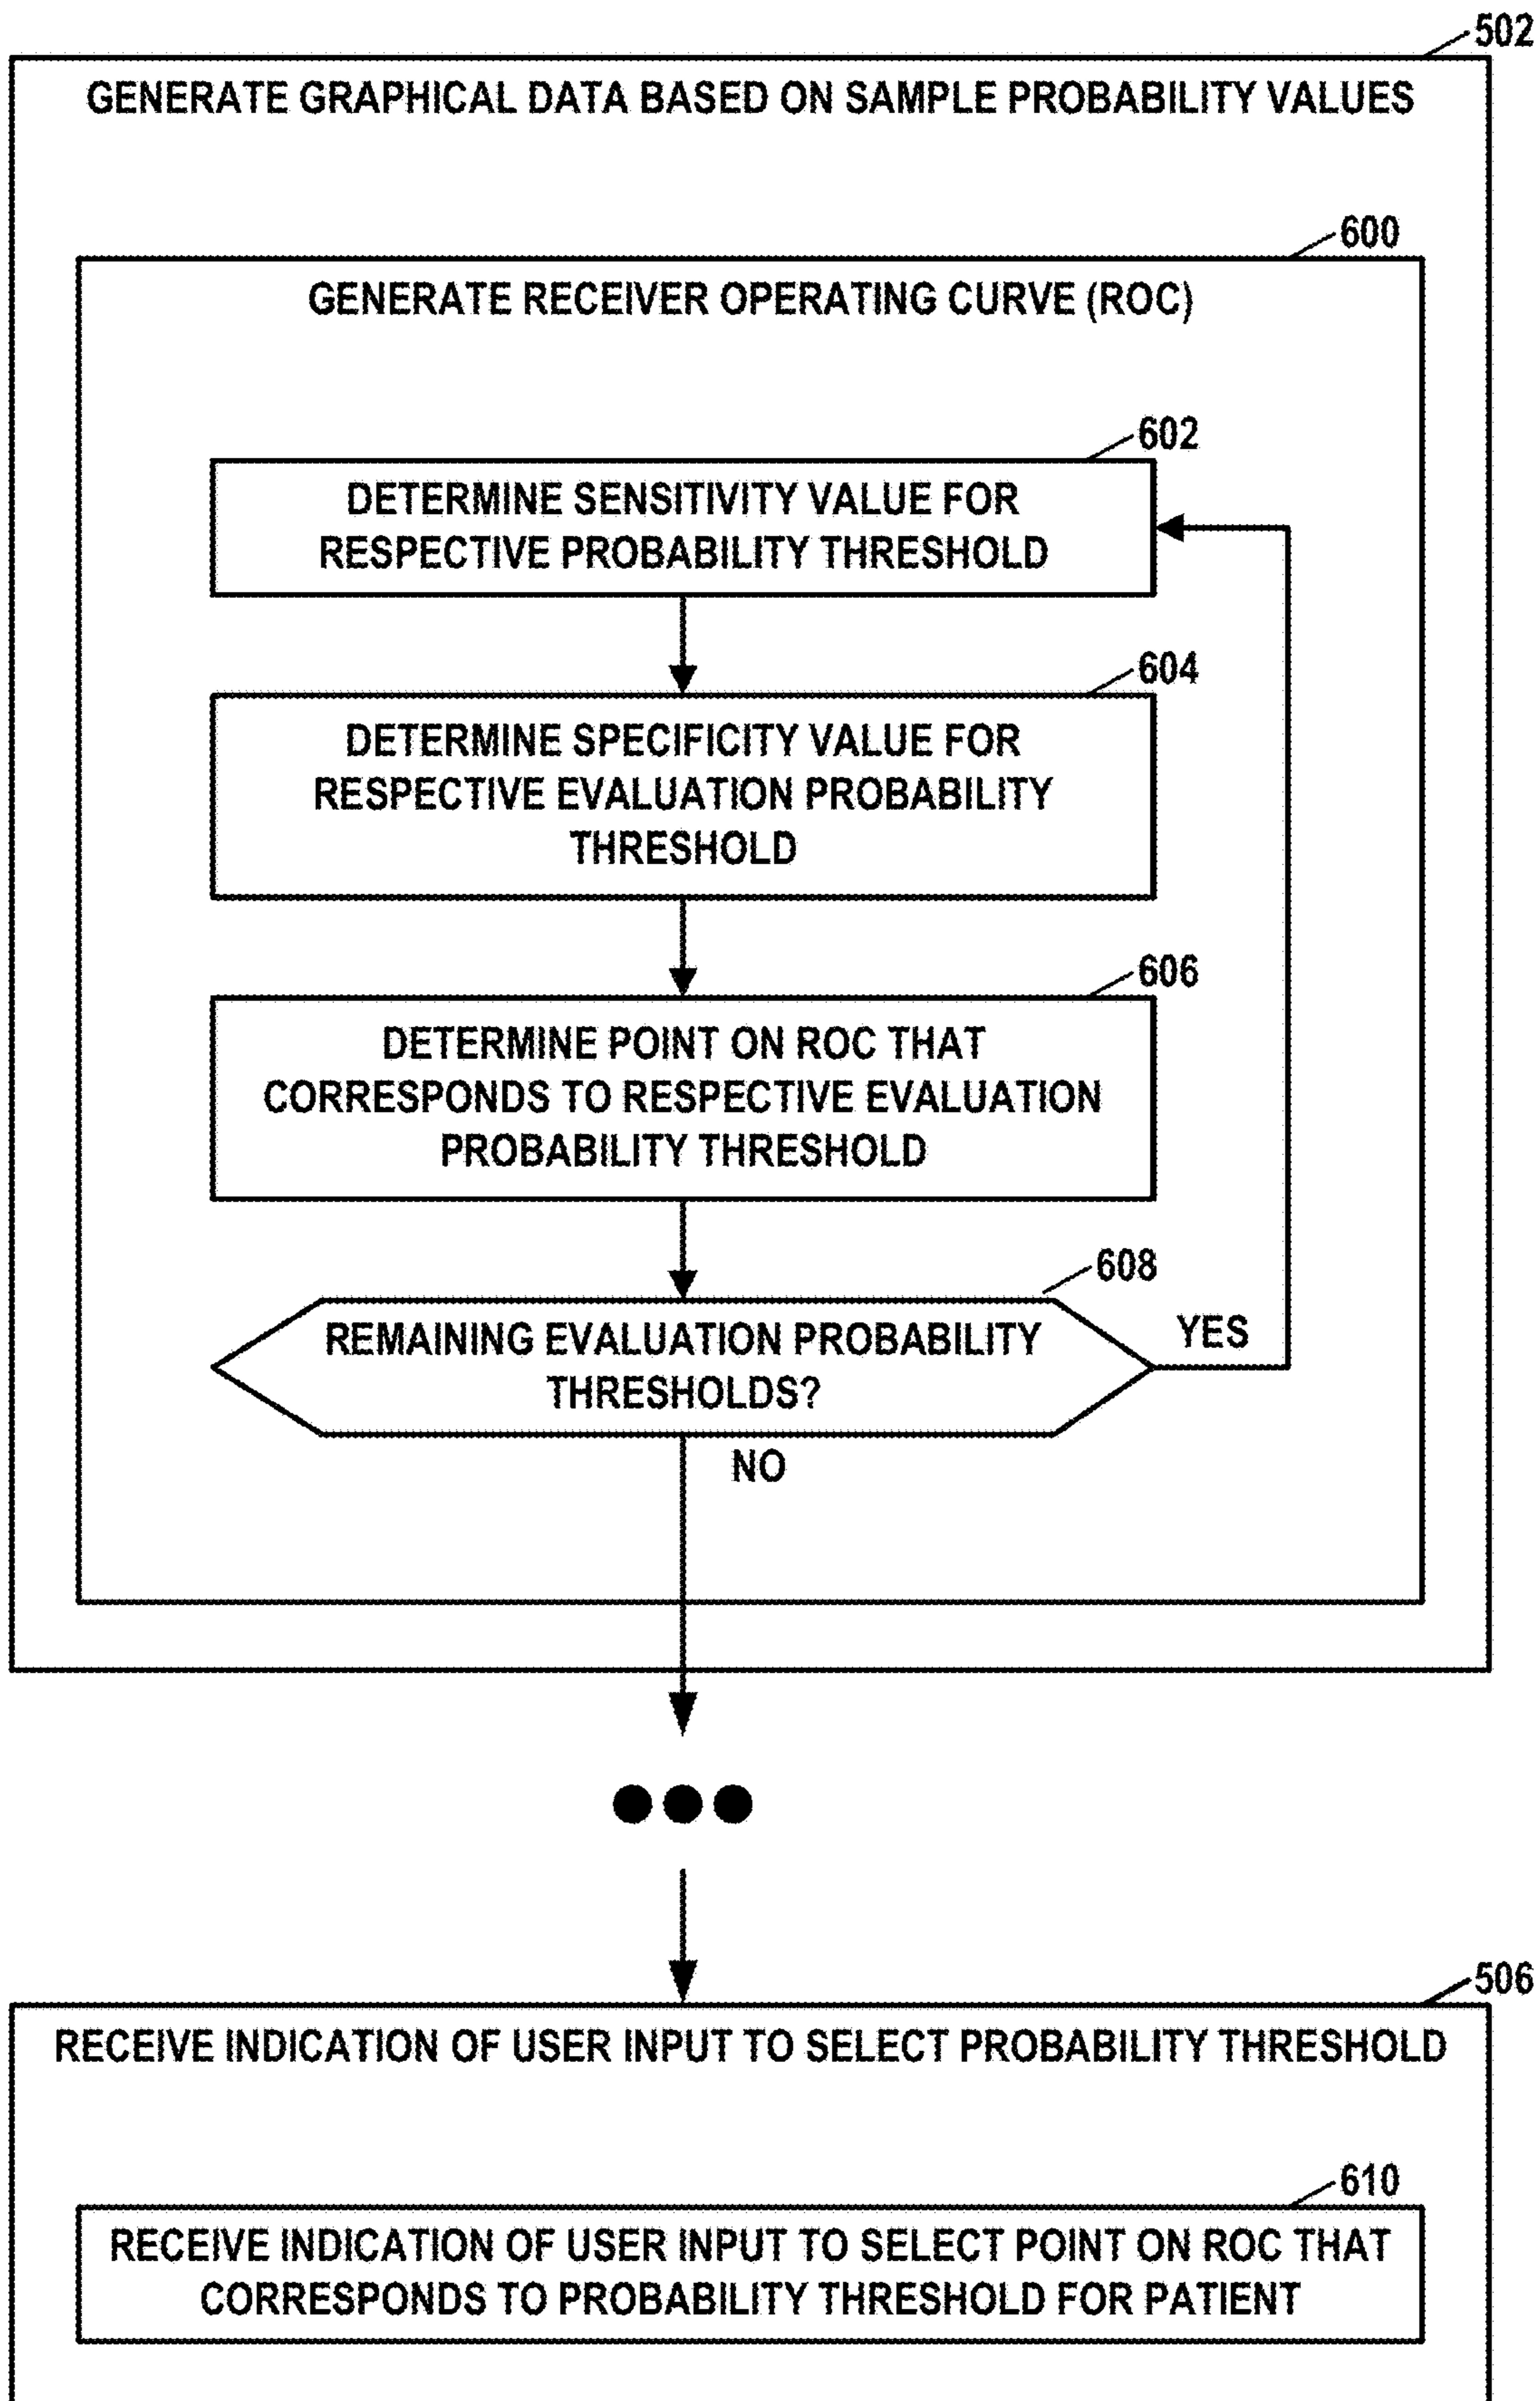 502
GENERATE GRAPHICAL DATA BASED ON SAMPLE PROBABILITY VALUES
600
GENERATE RECEIVER OPERATING CURVE (ROC)
602
DETERMINE SENSITIVITY VALUE FOR
RESPECTIVE PROBABILITY THRESHOLD
604
DETERMINE SPECIFICITY VALUE FOR
RESPECTIVE EVALUATION PROBABILITY
THRESHOLD
606
DETERMINE POINT ON ROC THAT
CORRESPONDS TO RESPECTIVE EVALUATION
PROBABILITY THRESHOLD
608
REMAINING EVALUATION PROBABILITY
THRESHOLDS?
YES
NO
506
RECEIVE INDICATION OF USER INPUT TO SELECT PROBABILITY THRESHOLD
610
RECEIVE INDICATION OF USER INPUT TO SELECT POINT ON ROC THAT
CORRESPONDS TO PROBABILITY THRESHOLD FOR PATIENT